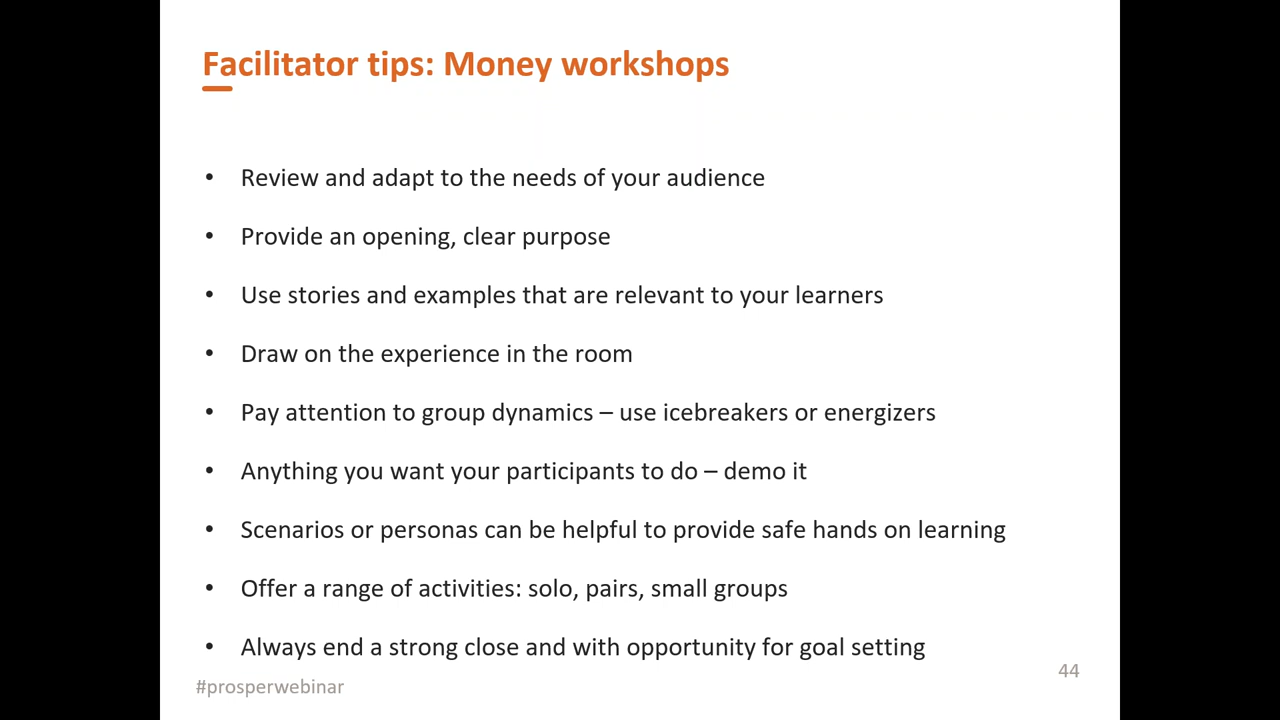 Facilitator tips: Money workshops
• Review and adapt to the needs of your audience
• Provide an opening, clear purpose
• Use stories and examples that are relevant to your learners
• Draw on the experience in the room
• Pay attention to group dynamics – use icebreakers or energizers
• Anything you want your participants to do – demo it
• Scenarios or personas can be helpful to provide safe hands on learning
• Offer a range of activities: solo, pairs, small groups
• Always end a strong close and with opportunity for goal setting
44
#prosperwebinar